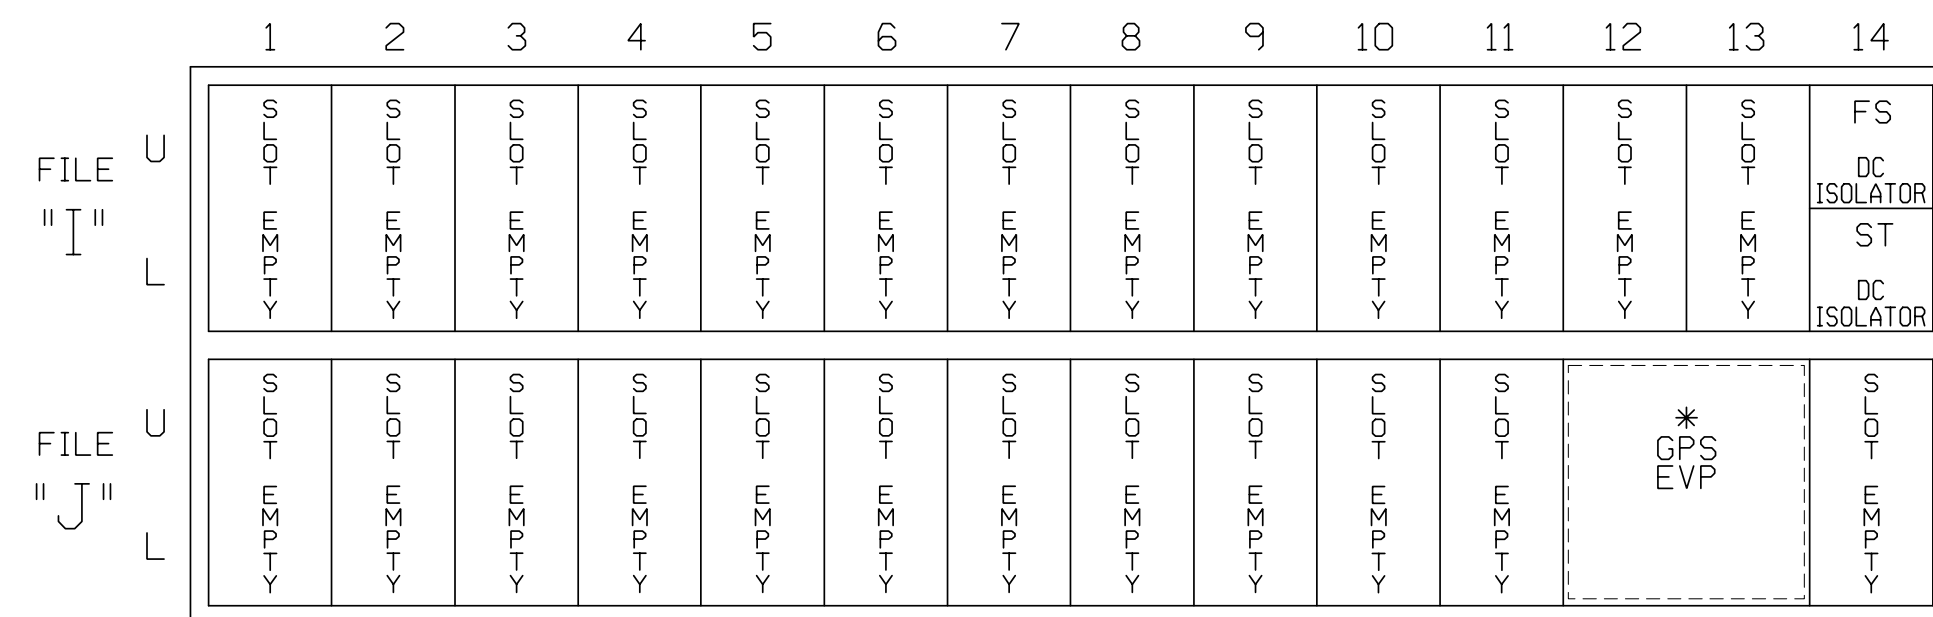 1 2 3 4 5 6 7 8 9 10 11 12 13 14
FILE "I"
U
L
SLOT EMPTY
SLOT EMPTY
SLOT EMPTY
SLOT EMPTY
SLOT EMPTY
SLOT EMPTY
SLOT EMPTY
SLOT EMPTY
SLOT EMPTY
SLOT EMPTY
SLOT EMPTY
SLOT EMPTY
SLOT EMPTY
FS
DC
ISOLATOR
ST
DC
ISOLATOR
FILE "J"
U
L
SLOT EMPTY
SLOT EMPTY
SLOT EMPTY
SLOT EMPTY
SLOT EMPTY
SLOT EMPTY
SLOT EMPTY
SLOT EMPTY
SLOT EMPTY
SLOT EMPTY
SLOT EMPTY
*
GPS
EVP
SLOT EMPTY